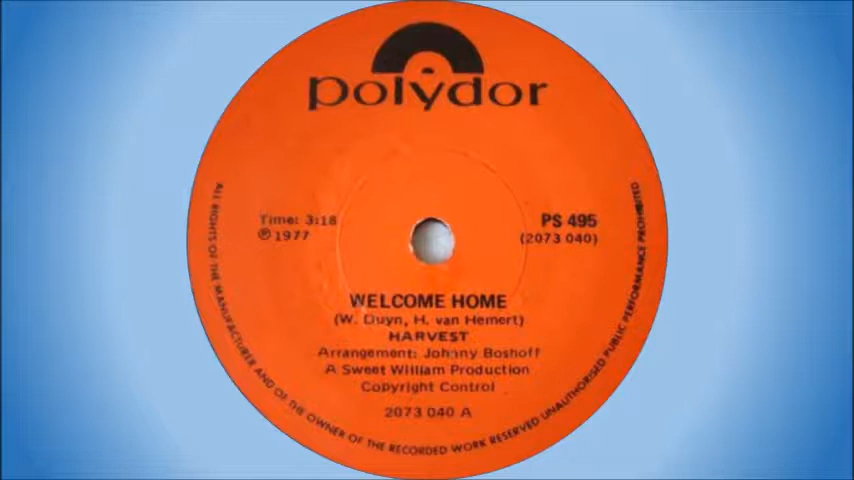 polydor
Time: 3:18
℗ 1977
PS 495
(2073 040)
WELCOME HOME
(W. Duyn, H. van Hemert)
HARVEST
Arrangement: Johnny Boshoff
A Sweet William Production
Copyright Control
2073 040 A
ALL RIGHTS OF THE MANUFACTURER AND OF THE OWNER OF THE RECORDED WORK RESERVED UNAUTHORISED PUBLIC PERFORMANCE PROHIBITED